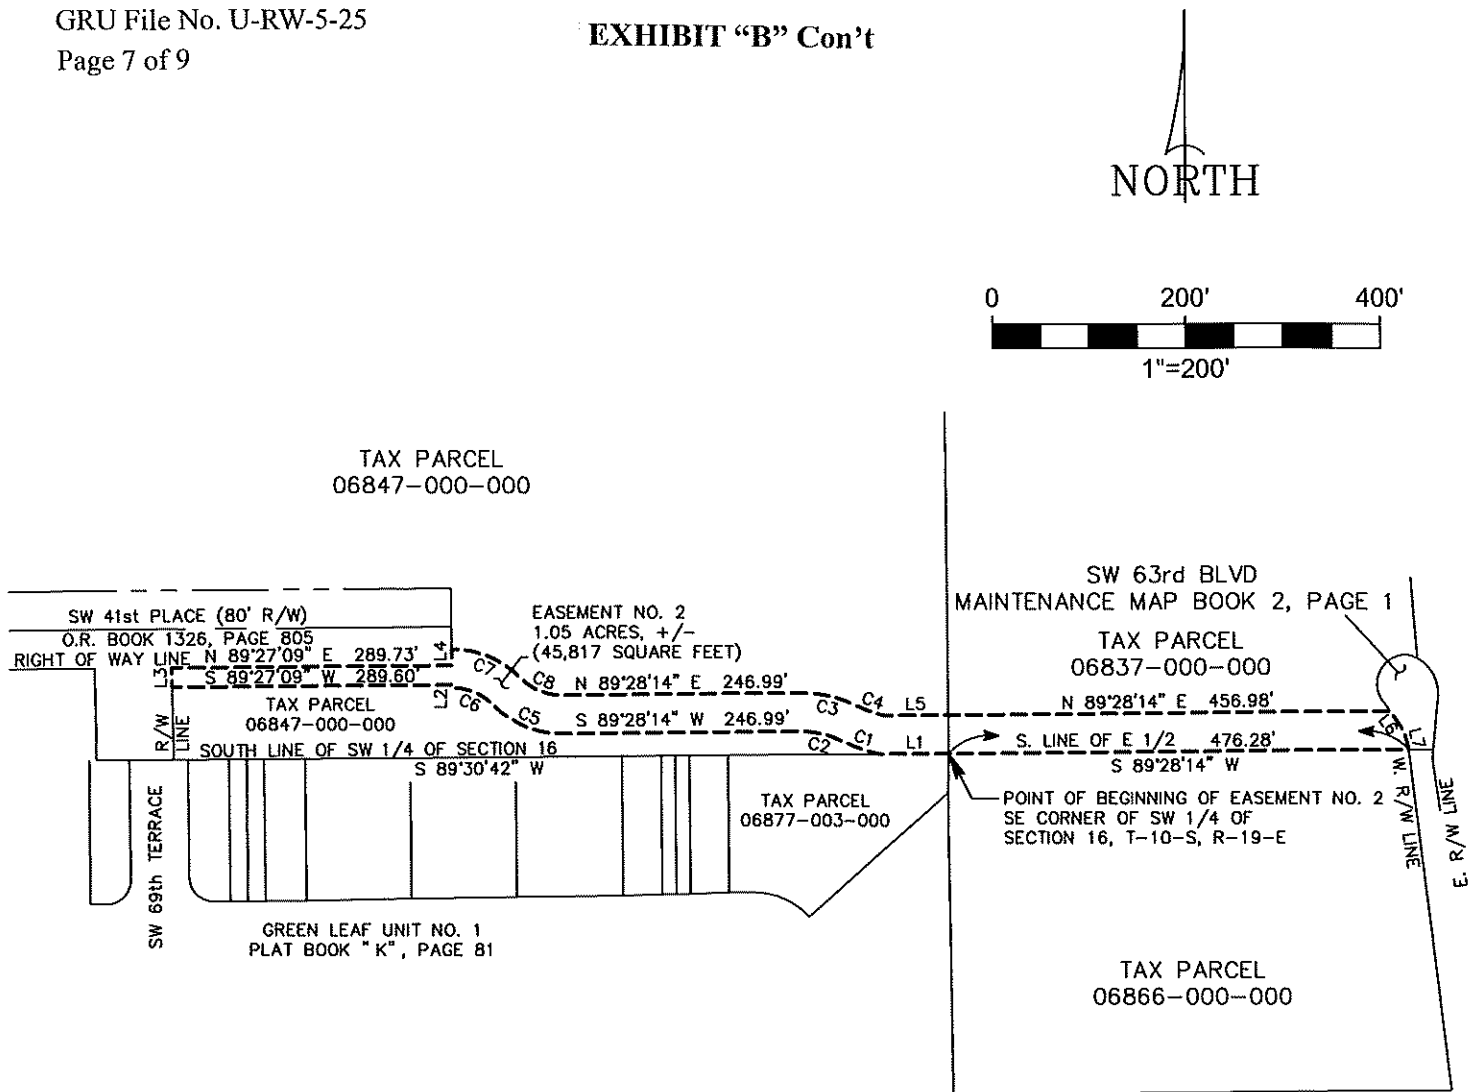 GRU File No. U-RW-5-25
EXHIBIT “B” Con't
Page 7 of 9
NORTH
0 200' 400'
1"=200'
TAX PARCEL
06847-000-000
SW 63rd BLVD
MAINTENANCE MAP BOOK 2, PAGE 1
TAX PARCEL
06837-000-000
SW 41st PLACE (80' R/W)
O.R. BOOK 1326, PAGE 805
RIGHT OF WAY LINE
N 89°27'09" E 289.73'
S 89°27'09" W 289.60'
L3
L4
L2
EASEMENT NO. 2
1.05 ACRES, +/-
(45,817 SQUARE FEET)
C7
C8
C6
C5
N 89°28'14" E 246.99'
S 89°28'14" W 246.99'
C3
C4
L5
C2
C1
L1
N 89°28'14" E 456.98'
S. LINE OF E 1/2 476.28'
S 89°28'14" W
L6
L7
W. R/W LINE
E. R/W LINE
TAX PARCEL
06847-000-000
R/W
LINE
SOUTH LINE OF SW 1/4 OF SECTION 16
S 89°30'42" W
TAX PARCEL
06877-003-000
POINT OF BEGINNING OF EASEMENT NO. 2
SE CORNER OF SW 1/4 OF
SECTION 16, T-10-S, R-19-E
SW 69th TERRACE
GREEN LEAF UNIT NO. 1
PLAT BOOK "K", PAGE 81
TAX PARCEL
06866-000-000